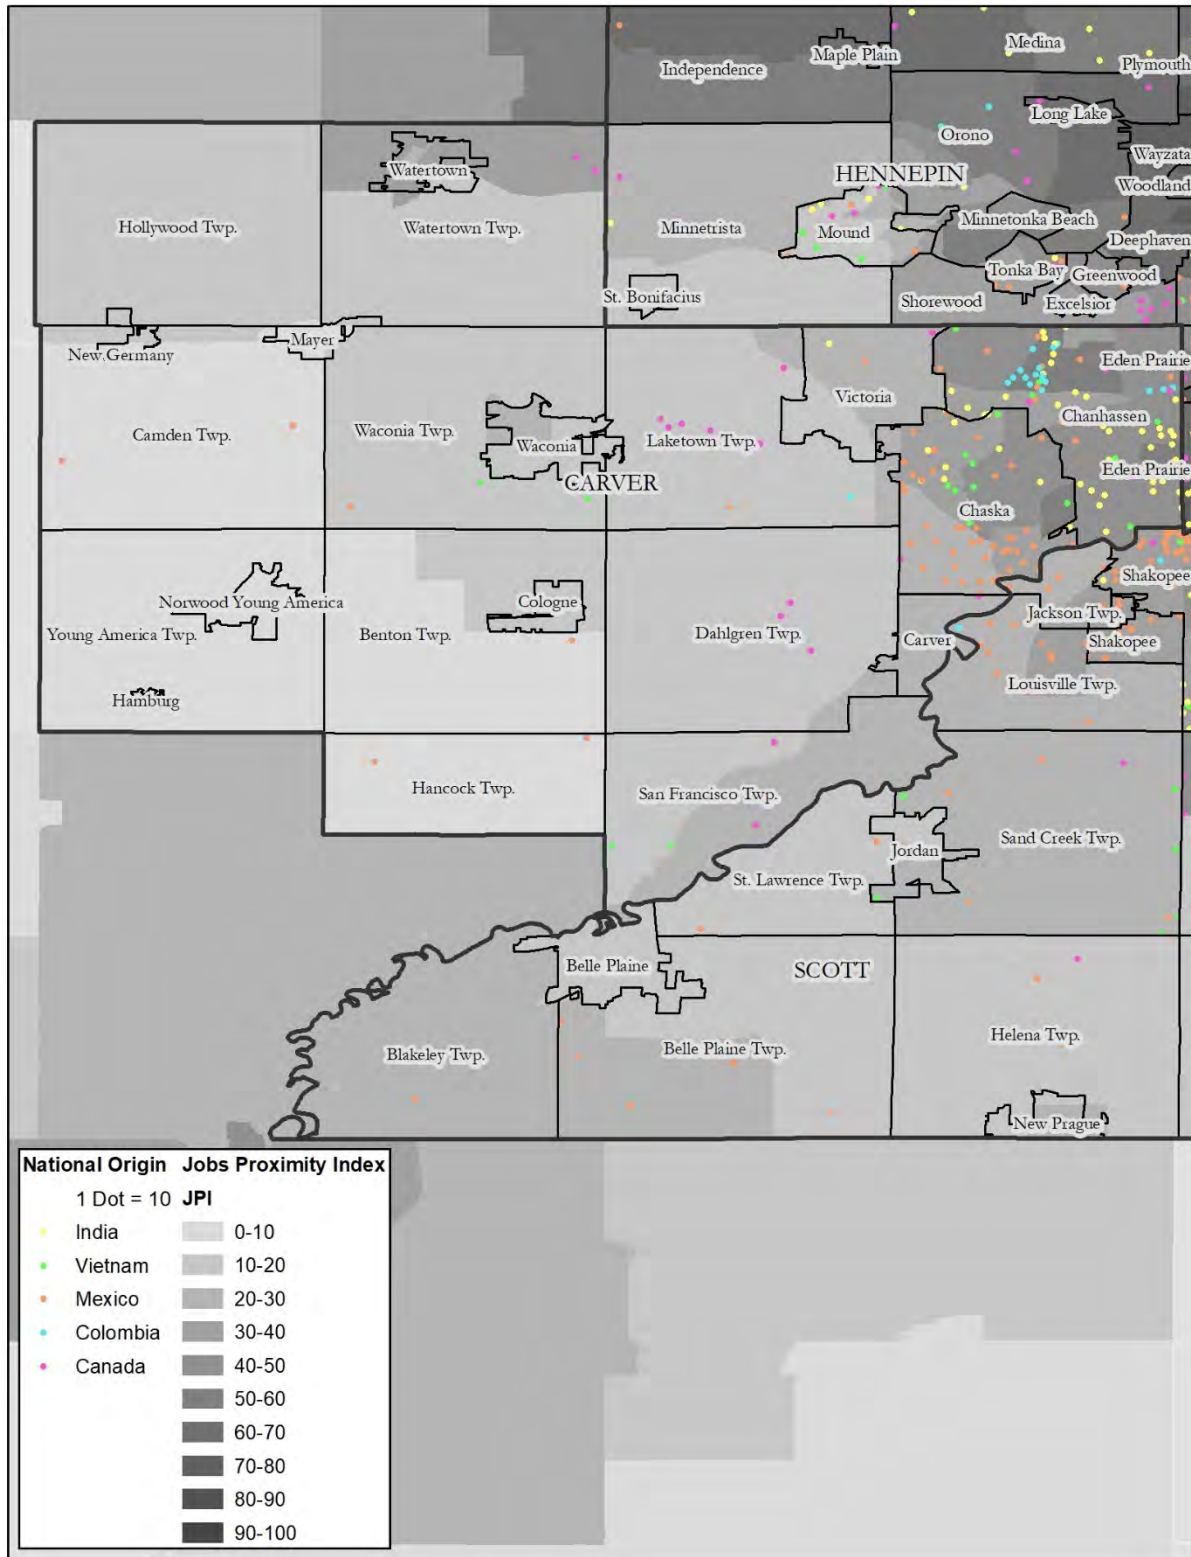 Medina
Maple Plain
Plymouth
Independence
Long Lake
Orono
Wayzata
Watertown
HENNEPIN
Woodland
Hollywood Twp.
Watertown Twp.
Minnetrista
Mound
Minnetonka Beach
Deephaven
Tonka Bay
Greenwood
St. Bonifacius
Shorewood
Excelsior
New Germany
Mayer
Eden Prairie
Victoria
Chanhassen
Camden Twp.
Waconia Twp.
Waconia
Laketown Twp.
Eden Prairie
CARVER
Chaska
Shakopee
Norwood Young America
Cologne
Jackson Twp.
Young America Twp.
Benton Twp.
Dahlgren Twp.
Carver
Shakopee
Hamburg
Louisville Twp.
Hancock Twp.
San Francisco Twp.
Sand Creek Twp.
Jordan
St. Lawrence Twp.
Belle Plaine
SCOTT
Helena Twp.
Blakeley Twp.
Belle Plaine Twp.
New Prague
National Origin Jobs Proximity Index
1 Dot = 10 JPI
India 0-10
Vietnam 10-20
Mexico 20-30
Colombia 30-40
Canada 40-50
50-60
60-70
70-80
80-90
90-100